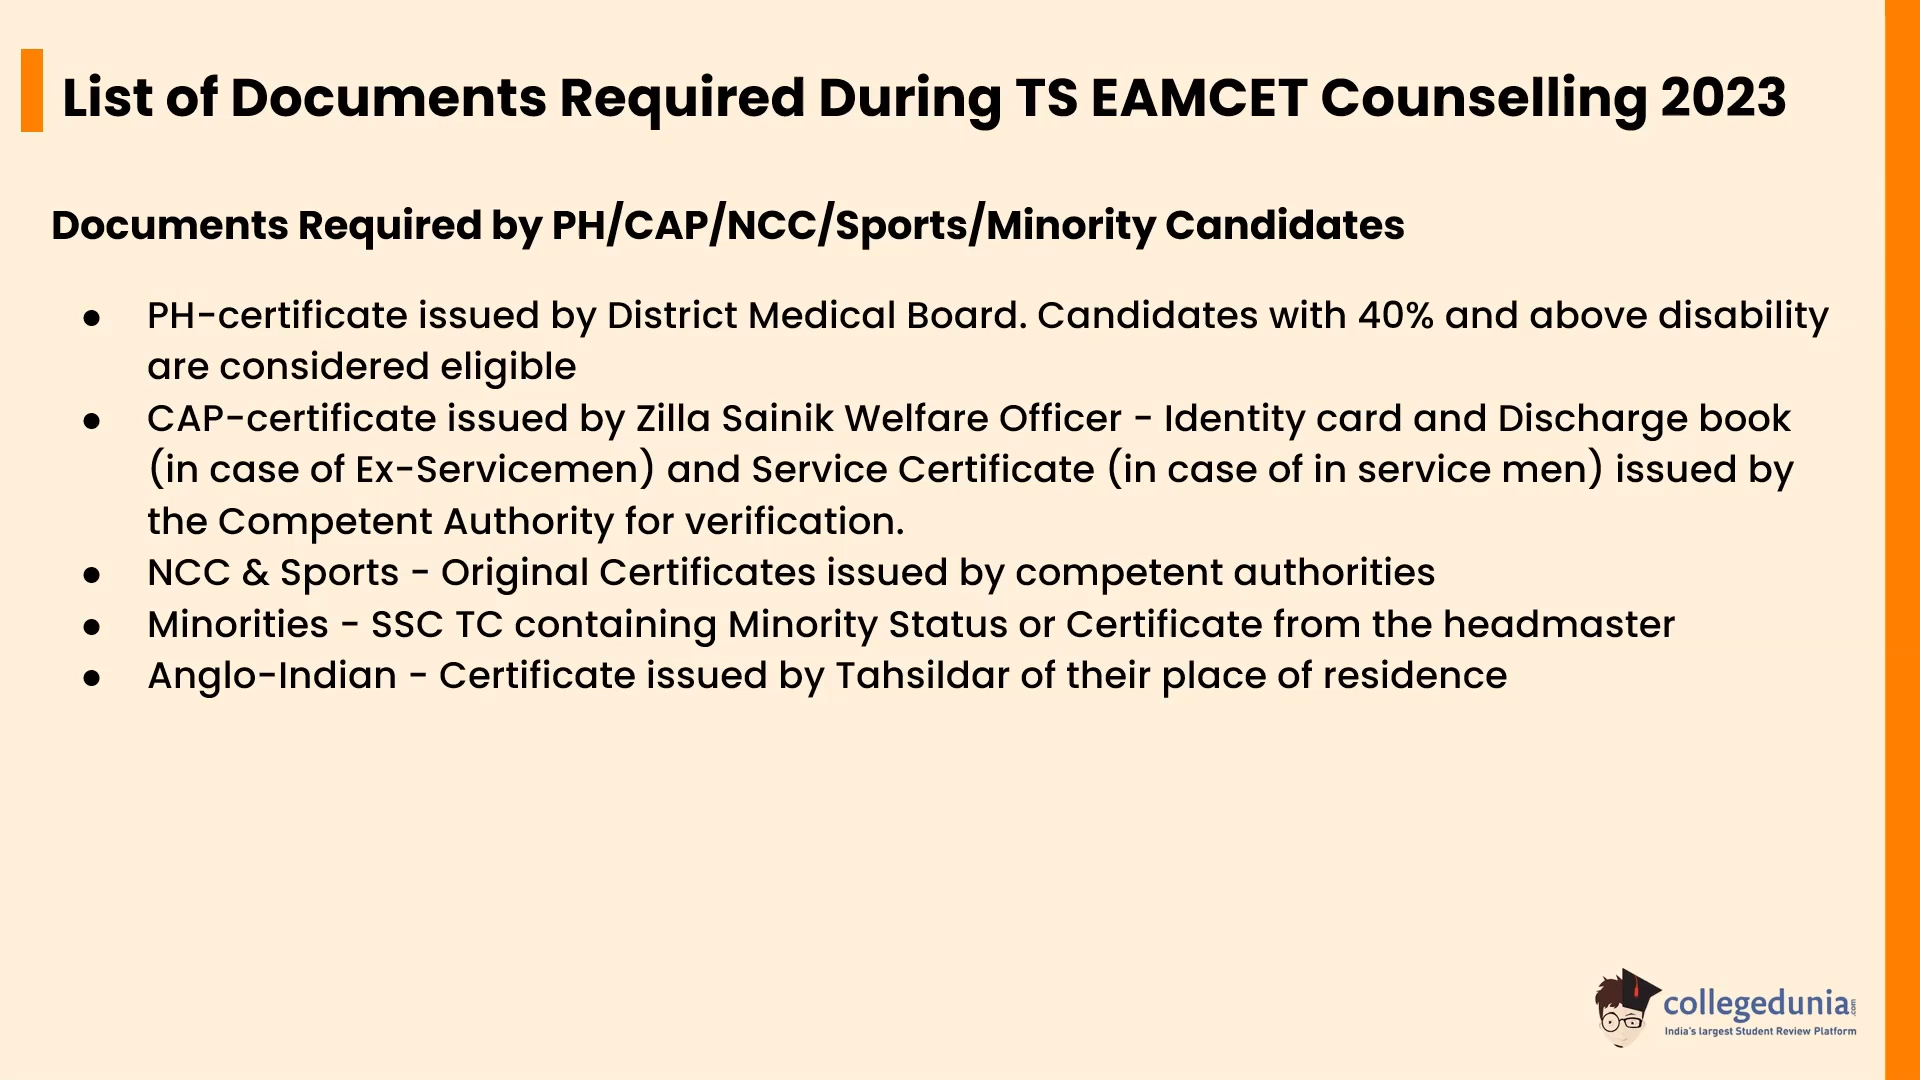 List of Documents Required During TS EAMCET Counselling 2023
Documents Required by PH/CAP/NCC/Sports/Minority Candidates
● PH-certificate issued by District Medical Board. Candidates with 40% and above disability
are considered eligible
● CAP-certificate issued by Zilla Sainik Welfare Officer - Identity card and Discharge book
(in case of Ex-Servicemen) and Service Certificate (in case of in service men) issued by
the Competent Authority for verification.
● NCC & Sports - Original Certificates issued by competent authorities
● Minorities - SSC TC containing Minority Status or Certificate from the headmaster
● Anglo-Indian - Certificate issued by Tahsildar of their place of residence
collegedunia.com
India's largest Student Review Platform